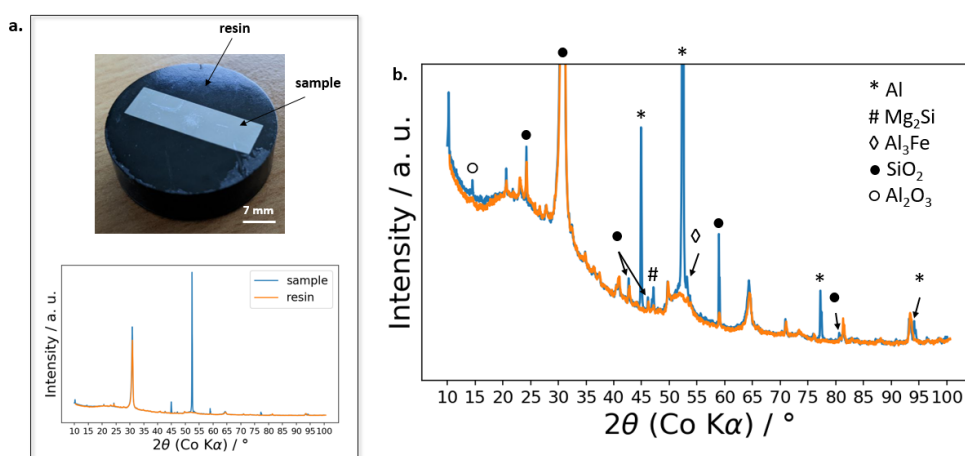 a.
resin
sample
7 mm
Intensity / a. u.
sample
resin
10 15 20 25 30 35 40 45 50 55 60 65 70 75 80 85 90 95 100
2θ (Co Kα) / °
b.
Intensity / a. u.
* Al
# Mg₂Si
◊ Al₃Fe
● SiO₂
○ Al₂O₃
*
*
#
◊
*
*
10 15 20 25 30 35 40 45 50 55 60 65 70 75 80 85 90 95 100
2θ (Co Kα) / °